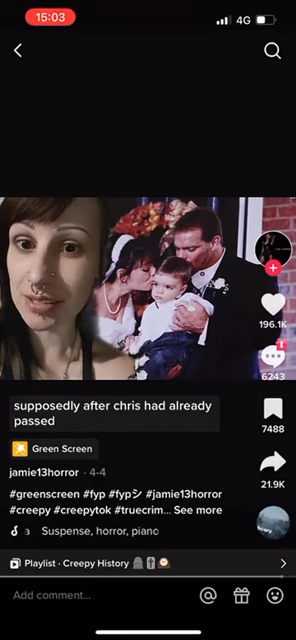 15:03
4G
196.1K
6243
supposedly after chris had already
passed
7488
Green Screen
jamie13horror · 4-4
21.9K
#greenscreen #fyp #fypシ #jamie13horror
#creepy #creepytok #truecrim... See more
Suspense, horror, piano
Playlist · Creepy History
Add comment...